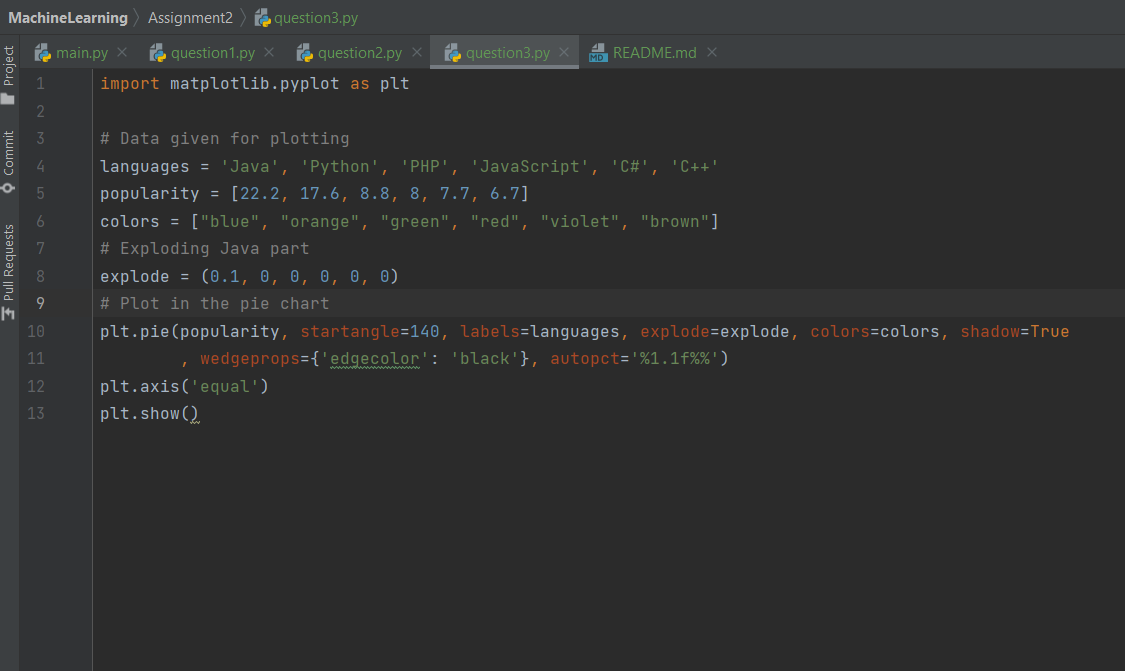 MachineLearning Assignment2 question3.py
main.py question1.py question2.py question3.py README.md
Project
Commit
Pull Requests
1 import matplotlib.pyplot as plt
2
3 # Data given for plotting
4 languages = 'Java', 'Python', 'PHP', 'JavaScript', 'C#', 'C++'
5 popularity = [22.2, 17.6, 8.8, 8, 7.7, 6.7]
6 colors = ["blue", "orange", "green", "red", "violet", "brown"]
7 # Exploding Java part
8 explode = (0.1, 0, 0, 0, 0, 0)
9 # Plot in the pie chart
10 plt.pie(popularity, startangle=140, labels=languages, explode=explode, colors=colors, shadow=True
11 , wedgeprops={'edgecolor': 'black'}, autopct='%1.1f%%')
12 plt.axis('equal')
13 plt.show()